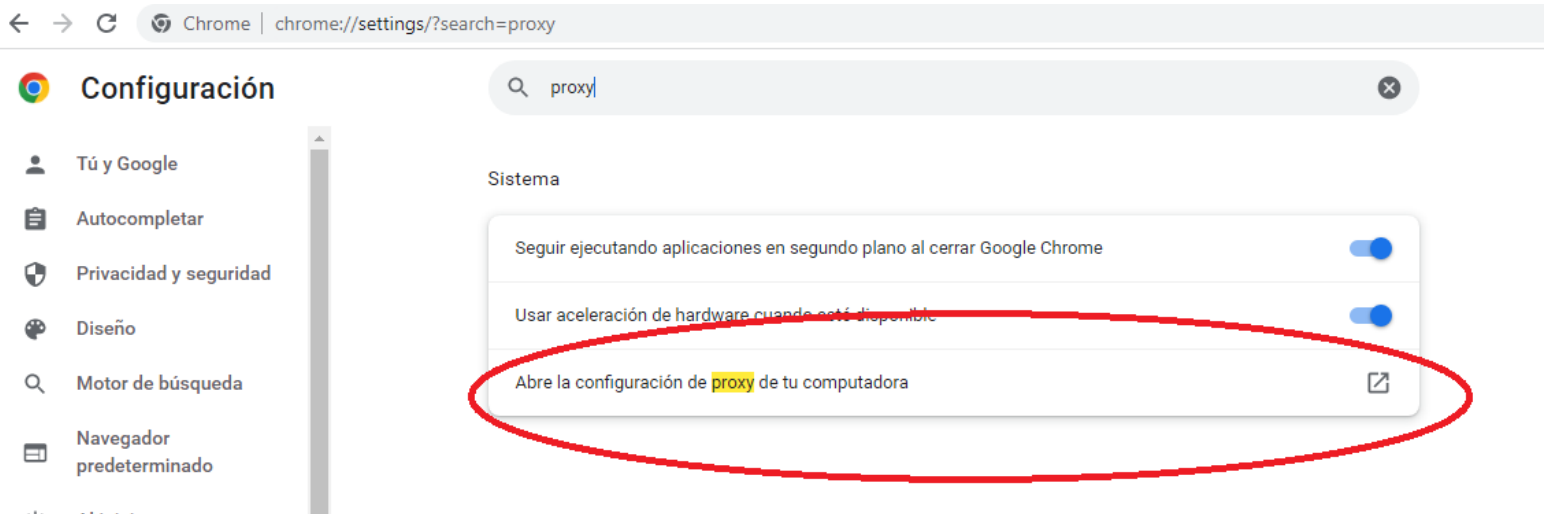 Chrome | chrome://settings/?search=proxy
Configuración
proxy
Tú y Google
Autocompletar
Privacidad y seguridad
Diseño
Motor de búsqueda
Navegador
predeterminado
Sistema
Seguir ejecutando aplicaciones en segundo plano al cerrar Google Chrome
Usar aceleración de hardware cuando esté disponible
Abre la configuración de proxy de tu computadora